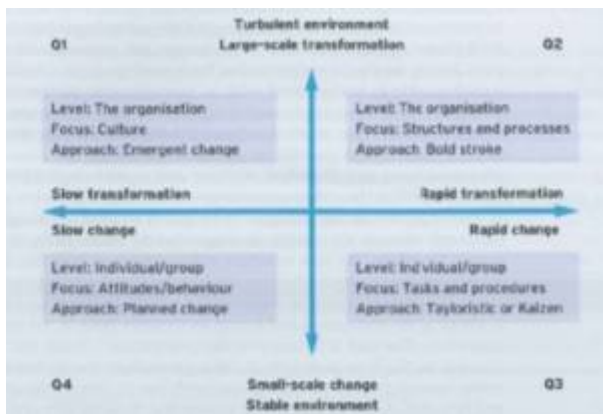 Turbulent environment
Q1 Large-scale transformation Q2
Level: The organisation
Focus: Culture
Approach: Emergent change
Level: The organisation
Focus: Structures and processes
Approach: Bold stroke
Slow transformation Rapid transformation
Slow change Rapid change
Level: Individual/group
Focus: Attitudes/behaviour
Approach: Planned change
Level: Individual/group
Focus: Tasks and procedures
Approach: Tayloristic or Kaizen
Q4 Small-scale change Q3
Stable environment